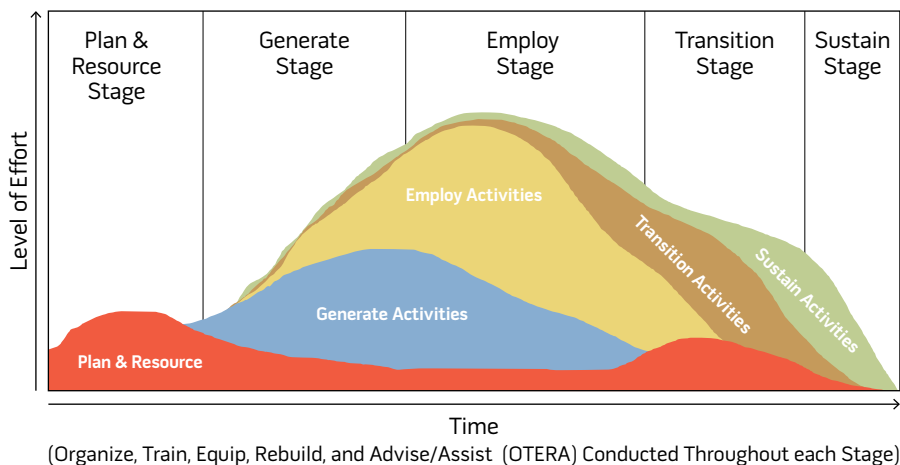 Plan &
Resource
Stage
Generate
Stage
Employ
Stage
Transition
Stage
Sustain
Stage
Level of Effort
Employ Activities
Transition Activities
Sustain Activities
Generate Activities
Plan & Resource
Time
(Organize, Train, Equip, Rebuild, and Advise/Assist (OTERA) Conducted Throughout each Stage)